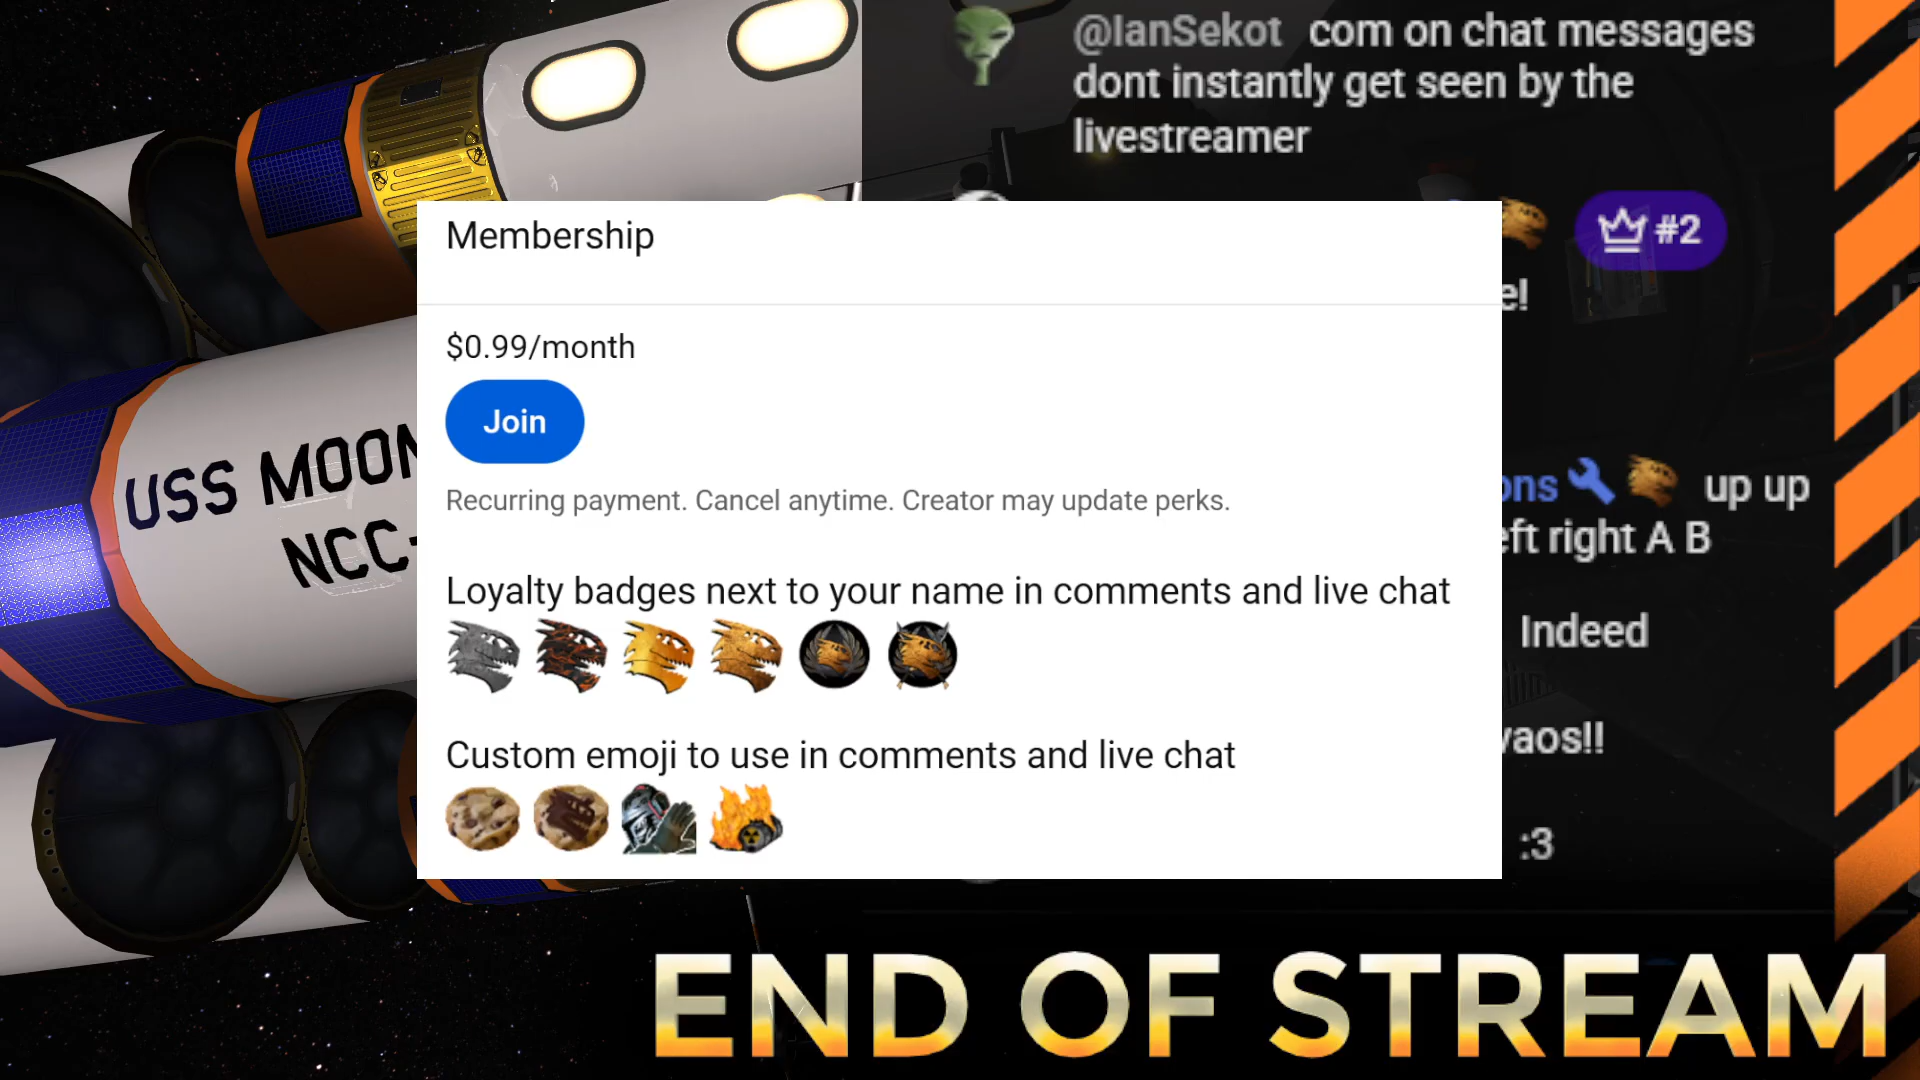 @IanSekot com on chat messages
dont instantly get seen by the
livestreamer
#2
e!
Membership
$0.99/month
Join
Recurring payment. Cancel anytime. Creator may update perks.
Loyalty badges next to your name in comments and live chat
Custom emoji to use in comments and live chat
USS MOON
NCC-
ons up up
eft right A B
Indeed
vaos!!
:3
END OF STREAM